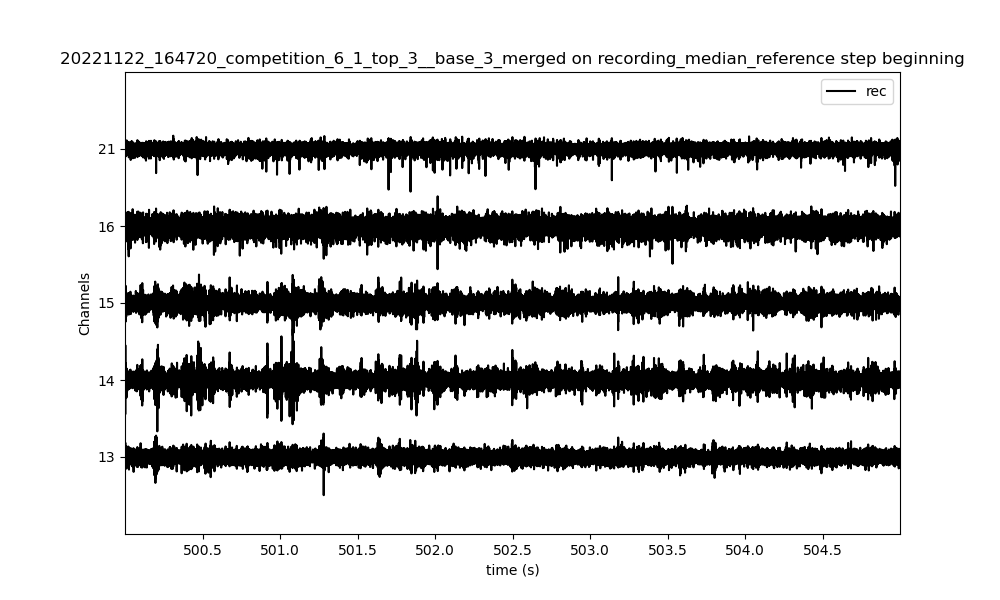 20221122_164720_competition_6_1_top_3__base_3_merged on recording_median_reference step beginning
rec
21
16
15
14
13
Channels
500.5 501.0 501.5 502.0 502.5 503.0 503.5 504.0 504.5
time (s)